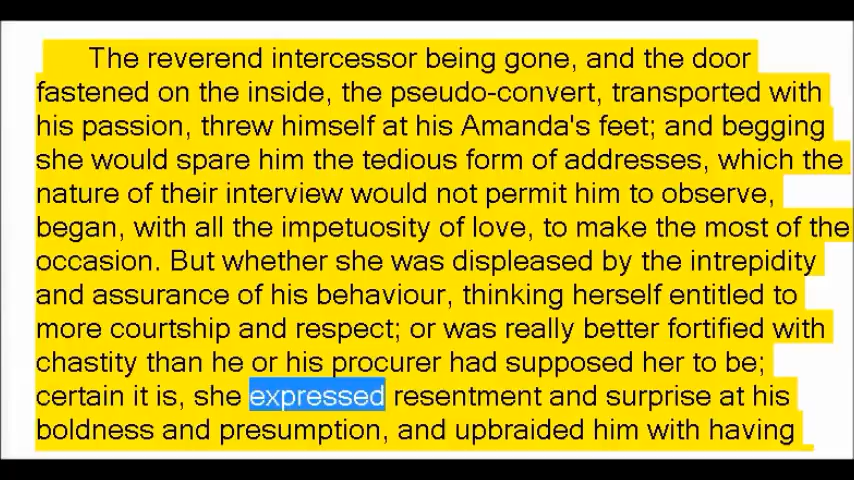 The reverend intercessor being gone, and the door
fastened on the inside, the pseudo-convert, transported with
his passion, threw himself at his Amanda's feet; and begging
she would spare him the tedious form of addresses, which the
nature of their interview would not permit him to observe,
began, with all the impetuosity of love, to make the most of the
occasion. But whether she was displeased by the intrepidity
and assurance of his behaviour, thinking herself entitled to
more courtship and respect; or was really better fortified with
chastity than he or his procurer had supposed her to be;
certain it is, she expressed resentment and surprise at his
boldness and presumption, and upbraided him with having